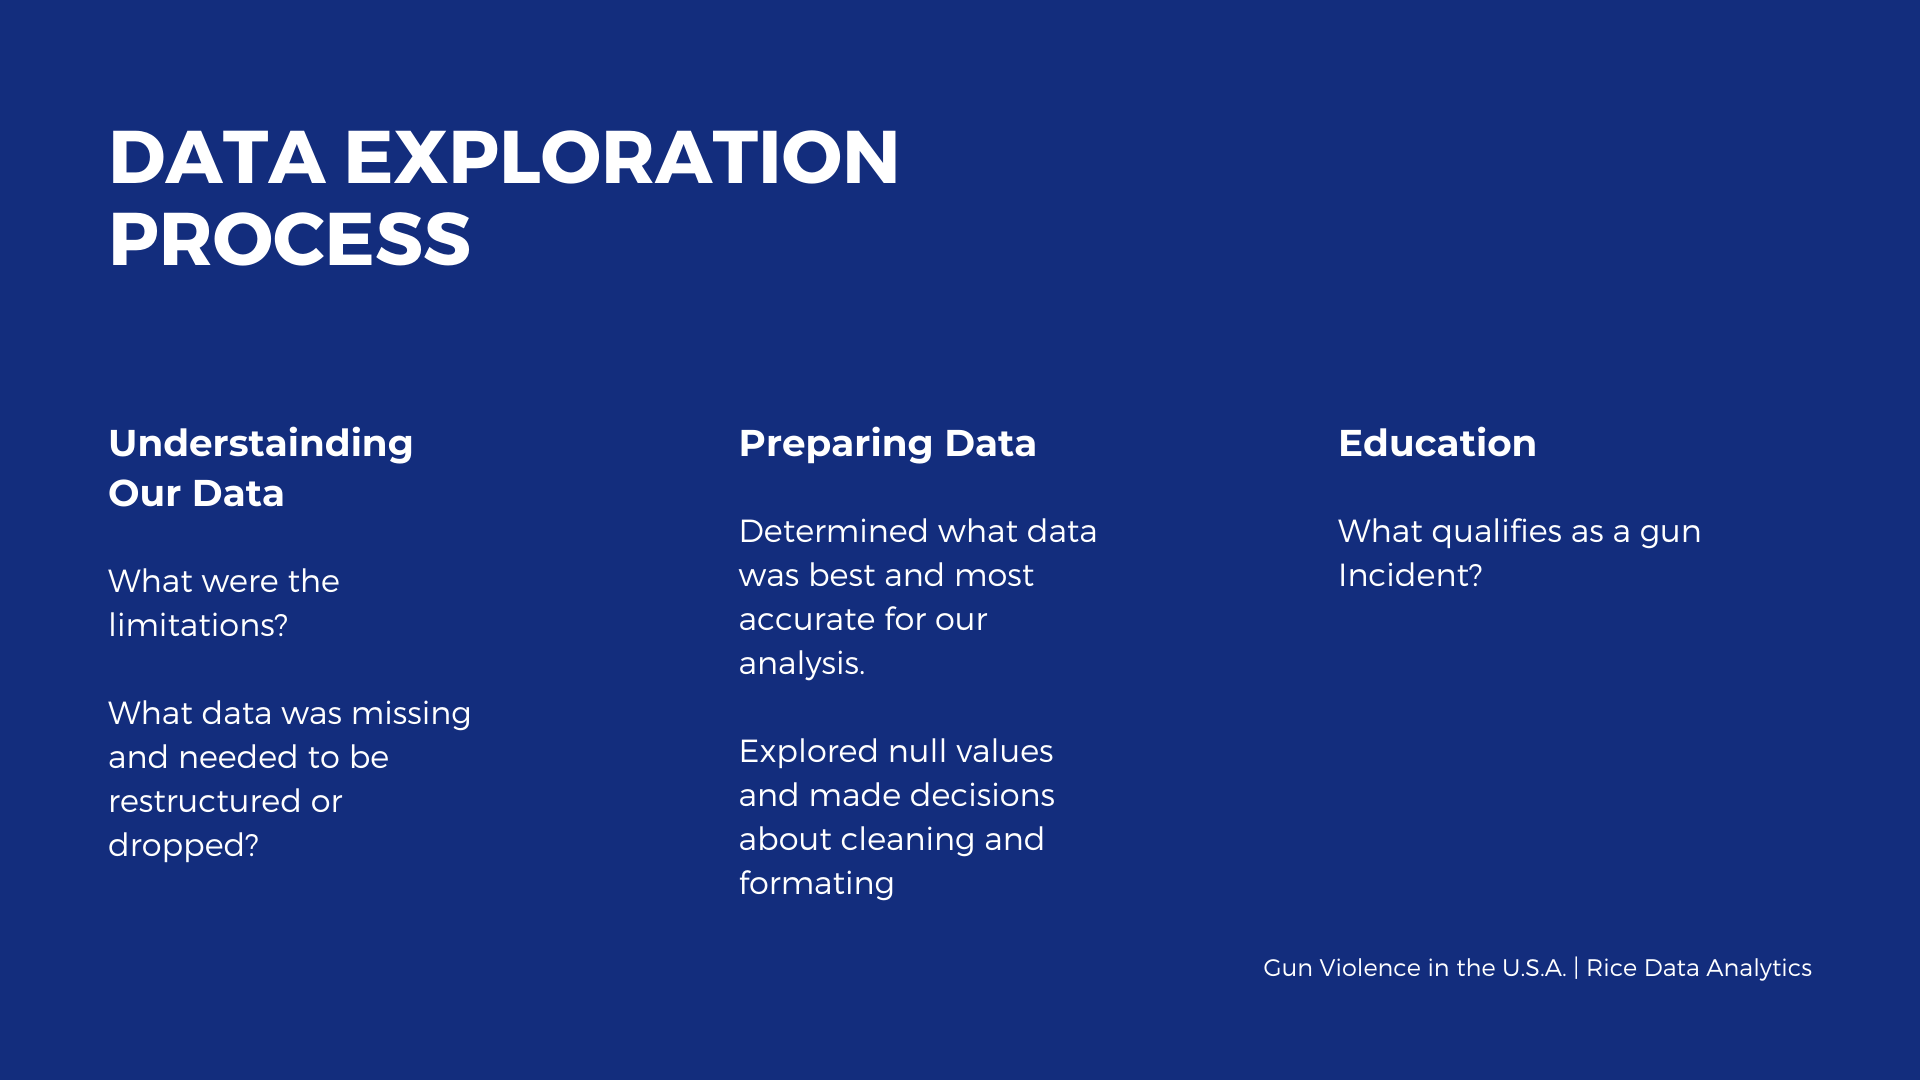 DATA EXPLORATION
PROCESS
Understainding
Our Data
What were the
limitations?
What data was missing
and needed to be
restructured or
dropped?
Preparing Data
Determined what data
was best and most
accurate for our
analysis.
Explored null values
and made decisions
about cleaning and
formating
Education
What qualifies as a gun
Incident?
Gun Violence in the U.S.A. | Rice Data Analytics